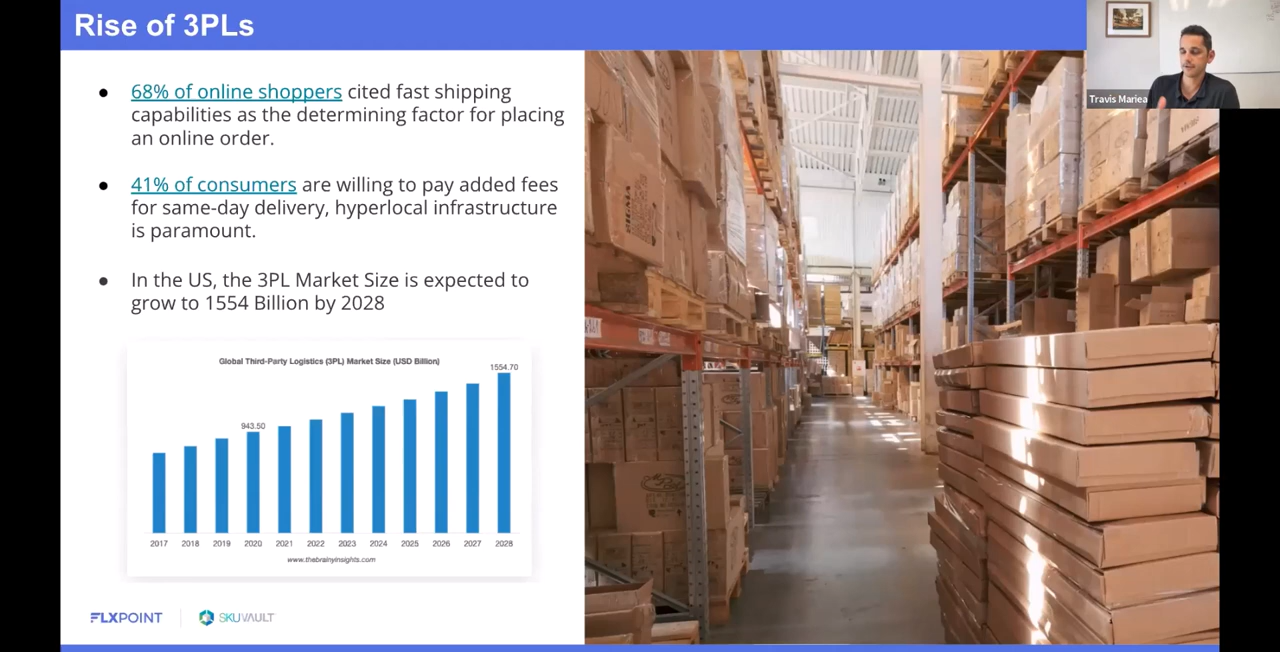 Rise of 3PLs
Travis Mariea
● 68% of online shoppers cited fast shipping
capabilities as the determining factor for placing
an online order.
● 41% of consumers are willing to pay added fees
for same-day delivery, hyperlocal infrastructure
is paramount.
● In the US, the 3PL Market Size is expected to
grow to 1554 Billion by 2028
Global Third-Party Logistics (3PL) Market Size (USD Billion)
1554.70
943.50
2017 2018 2019 2020 2021 2022 2023 2024 2025 2026 2027 2028
www.thebrainyinsights.com
FLXPOINT
SKUVAULT